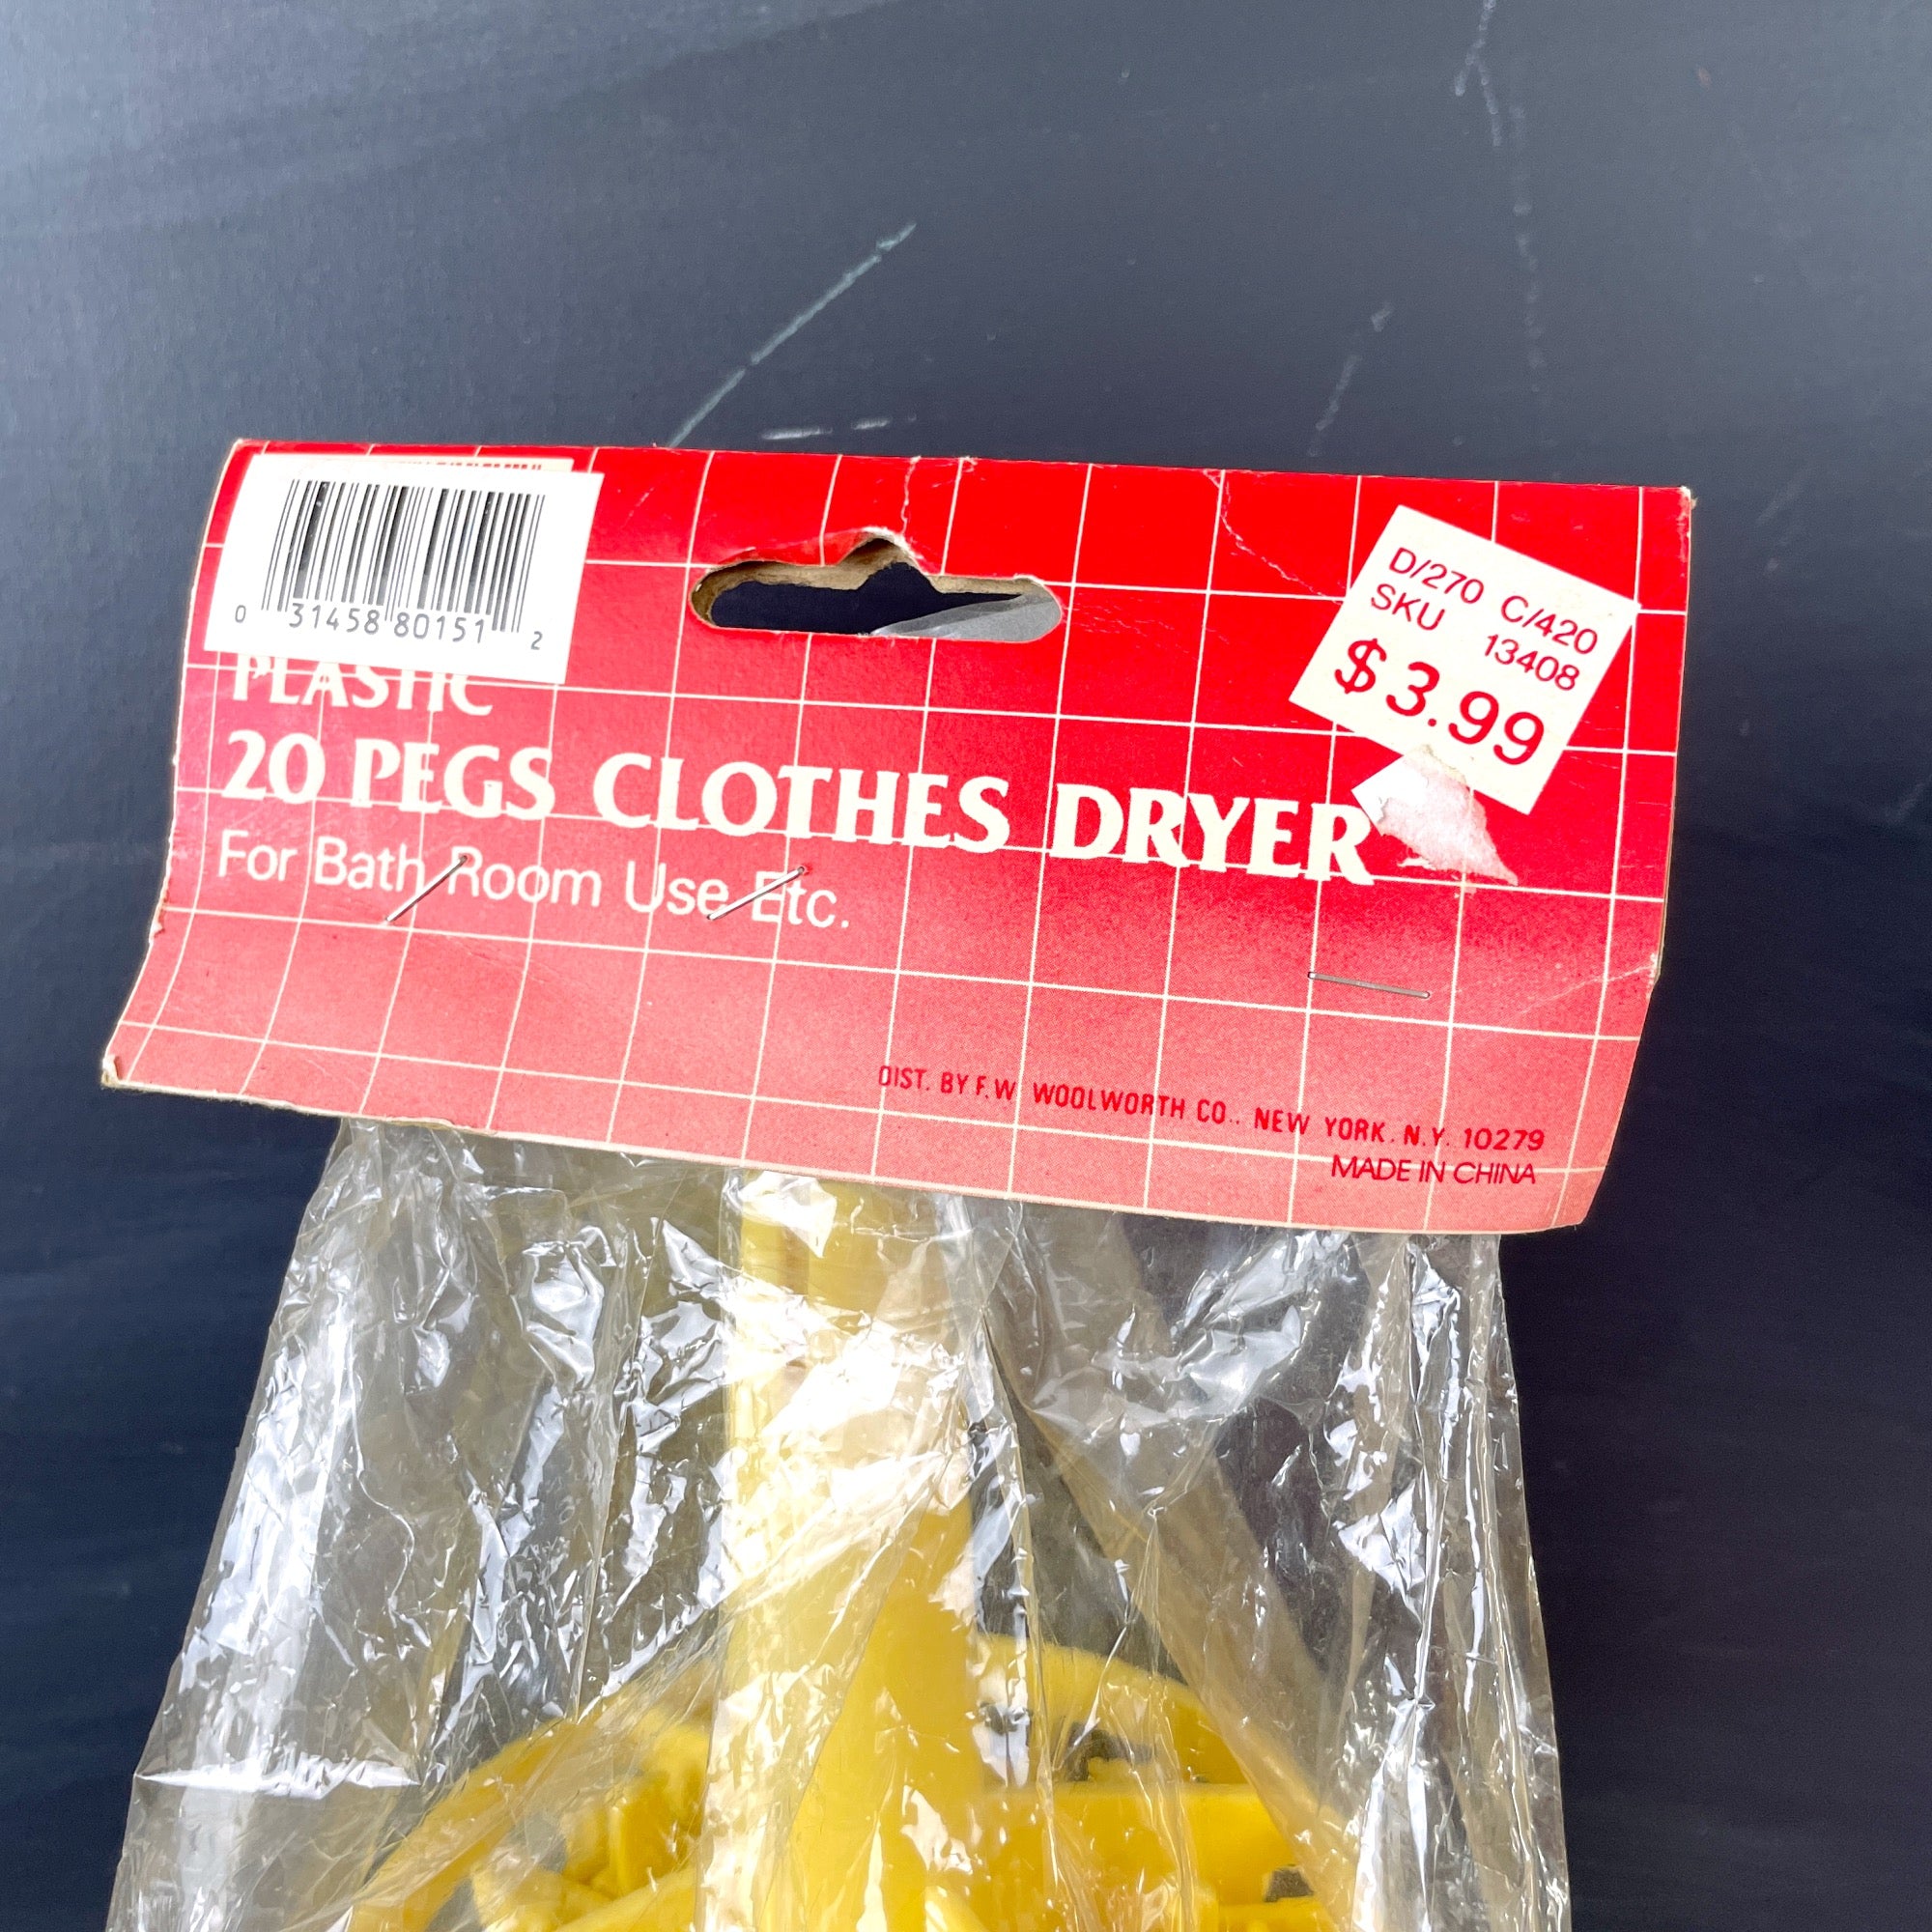 0 31458 80151 2
D/270 C/420
SKU 13408
$3.99
PLASTIC
20 PEGS CLOTHES DRYER
For Bath Room Use Etc.
DIST. BY F.W WOOLWORTH CO.. NEW YORK. N.Y. 10279
MADE IN CHINA